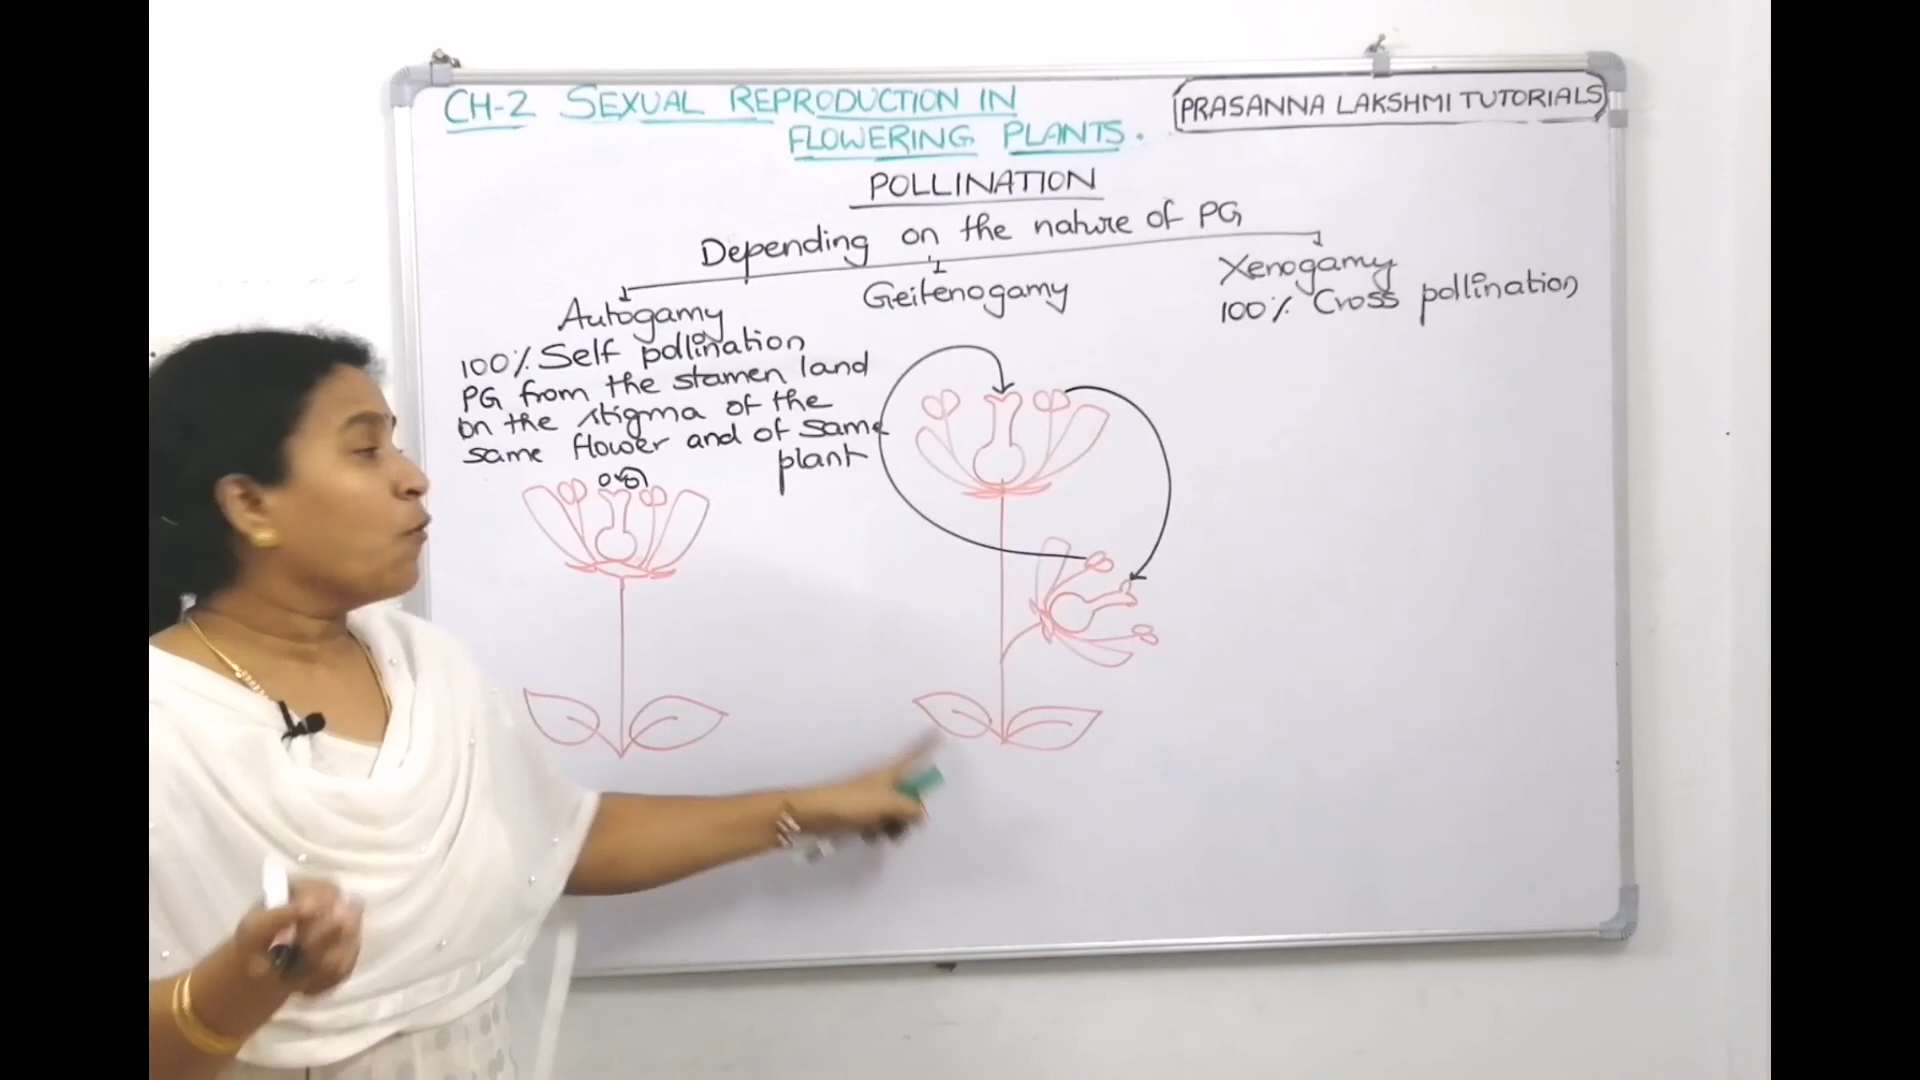 CH-2 SEXUAL REPRODUCTION IN
FLOWERING PLANTS.
PRASANNA LAKSHMI TUTORIALS
POLLINATION
Depending on the nature of PG
Autogamy
100% Self pollination
PG from the stamen land
on the stigma of the
same flower and of same
plant
Geitenogamy
Xenogamy
100% Cross pollination